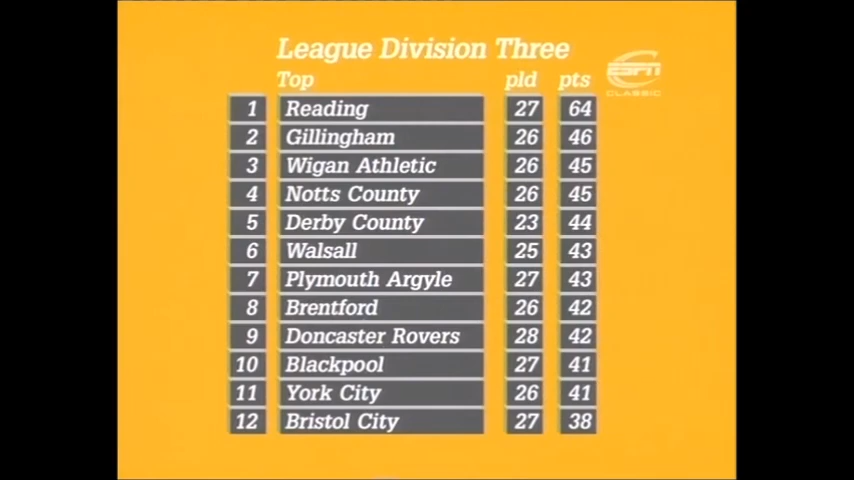 League Division Three
ESPN
CLASSIC
Top pld pts
1 Reading 27 64
2 Gillingham 26 46
3 Wigan Athletic 26 45
4 Notts County 26 45
5 Derby County 23 44
6 Walsall 25 43
7 Plymouth Argyle 27 43
8 Brentford 26 42
9 Doncaster Rovers 28 42
10 Blackpool 27 41
11 York City 26 41
12 Bristol City 27 38